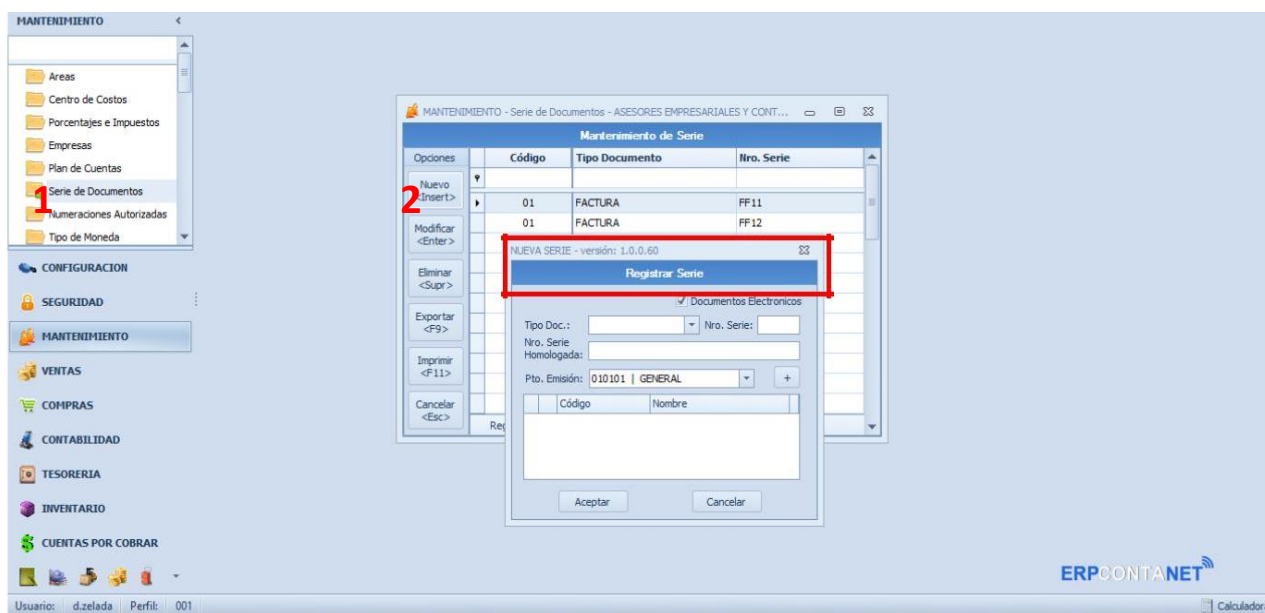 MANTENIMIENTO
Areas
Centro de Costos
Porcentajes e Impuestos
Empresas
Plan de Cuentas
Serie de Documentos
1
Numeraciones Autorizadas
Tipo de Moneda
CONFIGURACION
SEGURIDAD
MANTENIMIENTO
VENTAS
COMPRAS
CONTABILIDAD
TESORERIA
INVENTARIO
CUENTAS POR COBRAR
MANTENIMIENTO - Serie de Documentos - ASESORES EMPRESARIALES Y CONT...
Mantenimiento de Serie
Opciones Código Tipo Documento Nro. Serie
Nuevo
<Insert>
2
01 FACTURA FF11
01 FACTURA FF12
Modificar
<Enter>
Eliminar
<Supr>
Exportar
<F9>
Imprimir
<F11>
Cancelar
<Esc>
NUEVA SERIE - versión: 1.0.0.60
Registrar Serie
Documentos Electronicos
Tipo Doc.: Nro. Serie:
Nro. Serie
Homologada:
Pto. Emisión: 010101 | GENERAL +
Código Nombre
Aceptar Cancelar
ERPCONTANET
Usuario: d.zelada Perfil: 001 Calculador